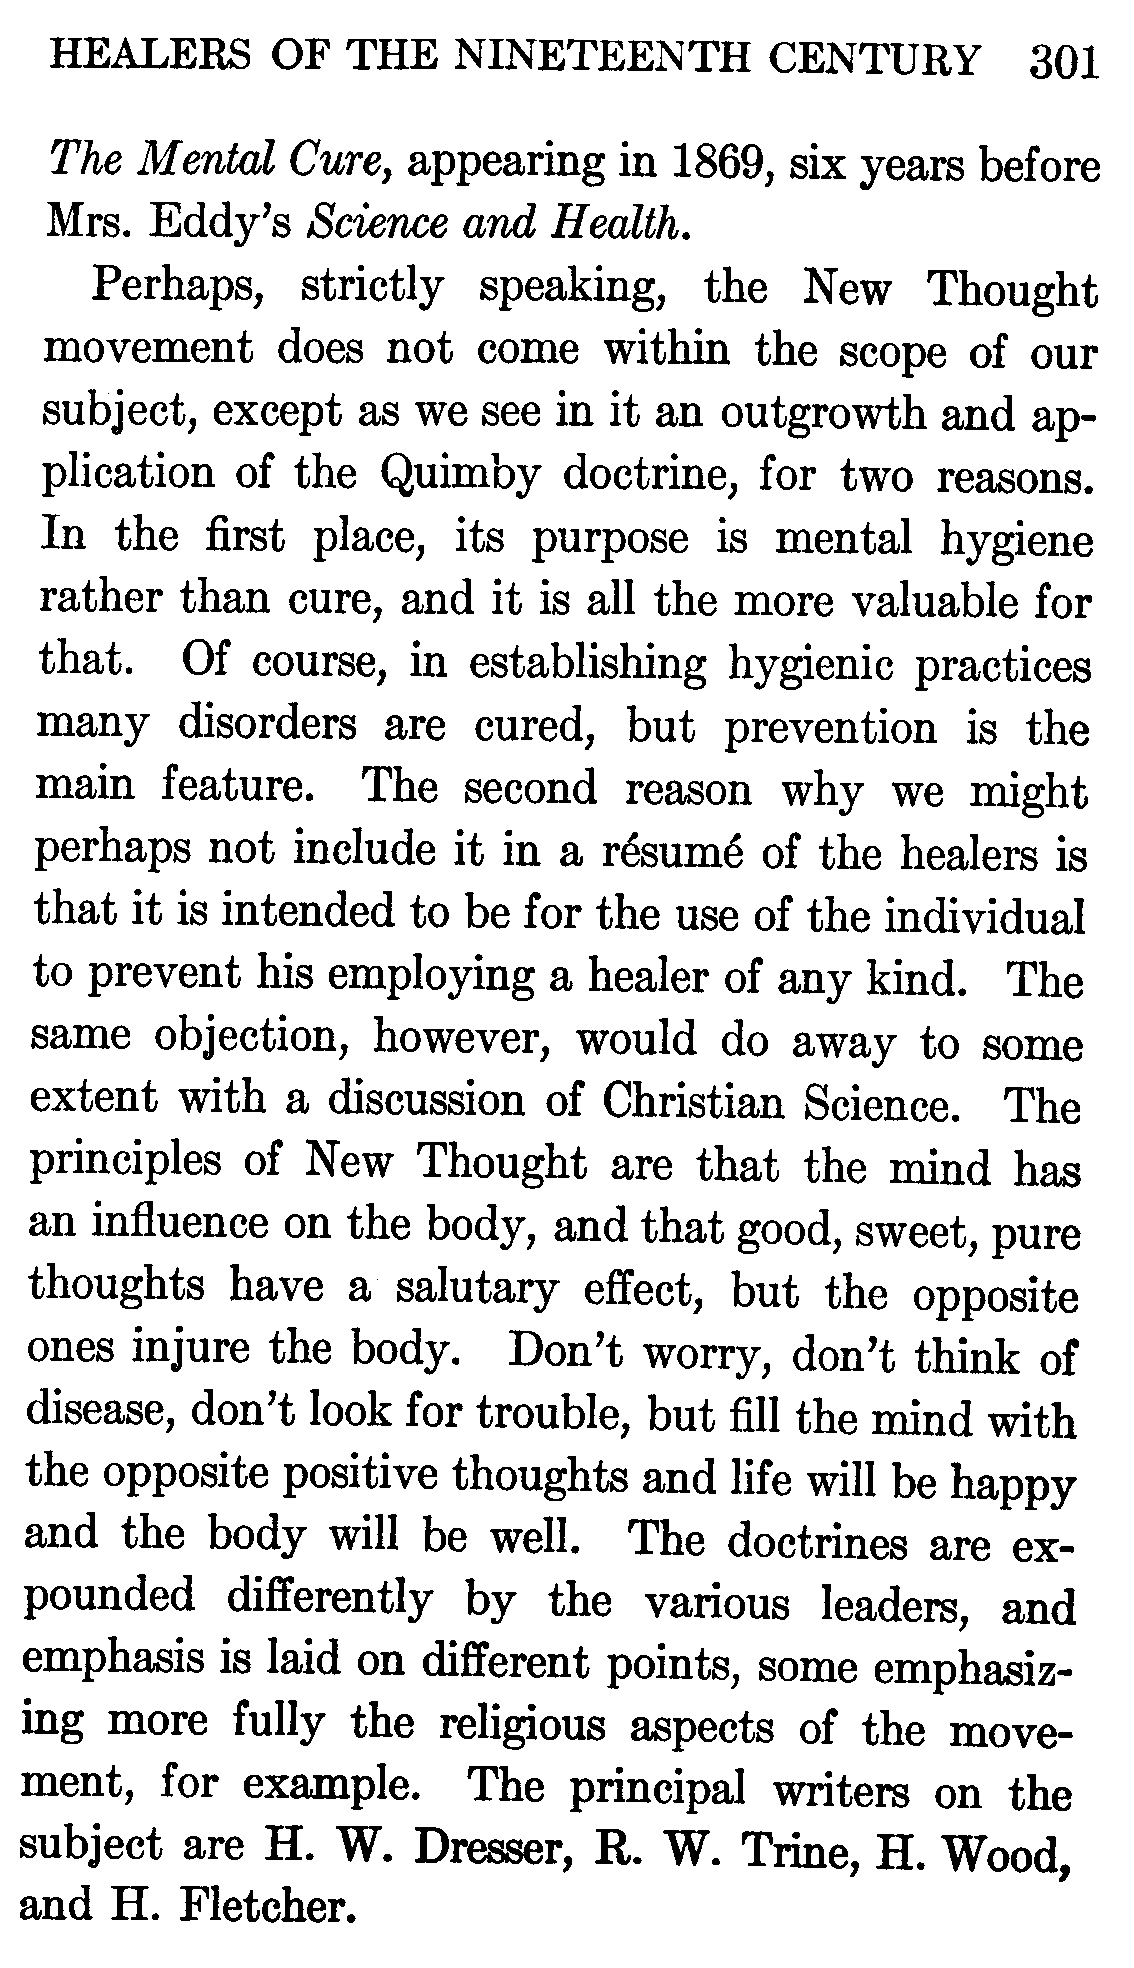 HEALERS OF THE NINETEENTH CENTURY 301
The Mental Cure, appearing in 1869, six years before
Mrs. Eddy's Science and Health.
Perhaps, strictly speaking, the New Thought
movement does not come within the scope of our
subject, except as we see in it an outgrowth and ap-
plication of the Quimby doctrine, for two reasons.
In the first place, its purpose is mental hygiene
rather than cure, and it is all the more valuable for
that. Of course, in establishing hygienic practices
many disorders are cured, but prevention is the
main feature. The second reason why we might
perhaps not include it in a résumé of the healers is
that it is intended to be for the use of the individual
to prevent his employing a healer of any kind. The
same objection, however, would do away to some
extent with a discussion of Christian Science. The
principles of New Thought are that the mind has
an influence on the body, and that good, sweet, pure
thoughts have a salutary effect, but the opposite
ones injure the body. Don't worry, don't think of
disease, don't look for trouble, but fill the mind with
the opposite positive thoughts and life will be happy
and the body will be well. The doctrines are ex-
pounded differently by the various leaders, and
emphasis is laid on different points, some emphasiz-
ing more fully the religious aspects of the move-
ment, for example. The principal writers on the
subject are H. W. Dresser, R. W. Trine, H. Wood,
and H. Fletcher.